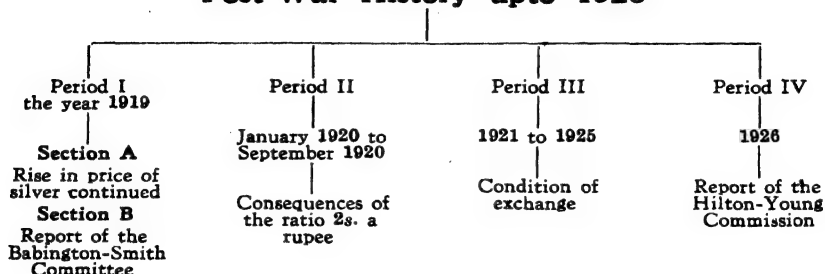 Post War History upto 1926
Period I
the year 1919
Section A
Rise in price of
silver continued
Section B
Report of the
Babington-Smith
Committee
Period II
January 1920 to
September 1920
Consequences of
the ratio 2s. a
rupee
Period III
1921 to 1925
Condition of
exchange
Period IV
1926
Report of the
Hilton-Young
Commission